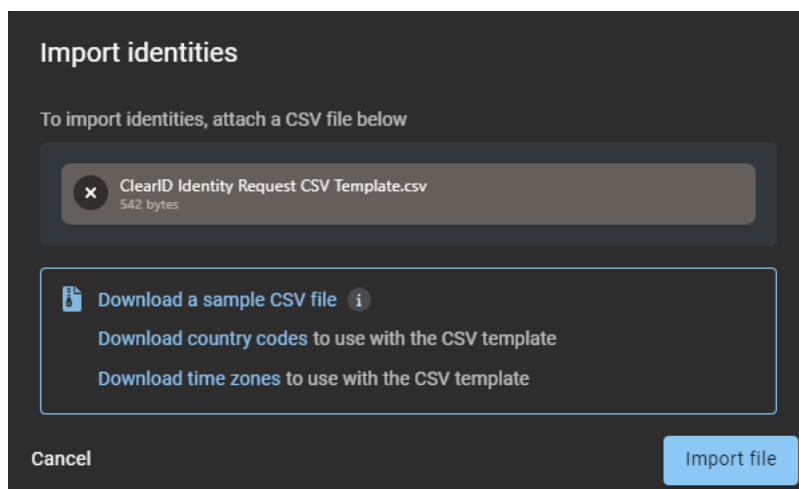 Import identities
To import identities, attach a CSV file below
ClearID Identity Request CSV Template.csv
542 bytes
Download a sample CSV file
Download country codes to use with the CSV template
Download time zones to use with the CSV template
Cancel
Import file